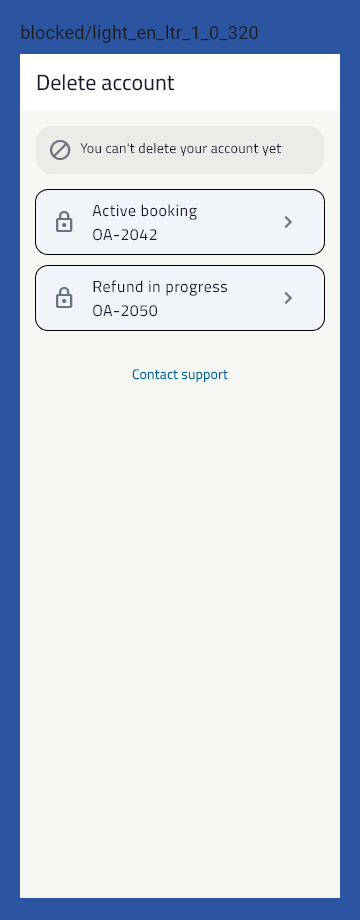 blocked/light_en_ltr_1_0_320
Delete account
You can't delete your account yet
Active booking
OA-2042
Refund in progress
OA-2050
Contact support